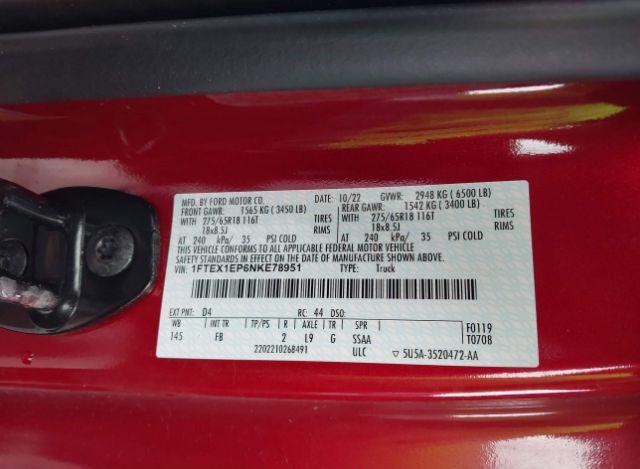 MFD. BY FORD MOTOR CO. DATE: 10/22 GVWR: 2948 KG ( 6500 LB)
FRONT GAWR: 1565 KG ( 3450 LB) REAR GAWR: 1542 KG ( 3400 LB)
WITH 275/65R18 116T TIRES WITH 275/65R18 116T TIRES
18x8.5J RIMS 18x8.5J RIMS
AT 240 kPa/ 35 PSI COLD AT 240 kPa/ 35 PSI COLD
THIS VEHICLE CONFORMS TO ALL APPLICABLE FEDERAL MOTOR VEHICLE
SAFETY STANDARDS IN EFFECT ON THE DATE OF MANUFACTURE SHOWN ABOVE.
VIN: 1FTEX1EP6NKE78951 TYPE: Truck
EXT PNT: D4 RC: 44 DSO:
WB INT TR TP/PS R AXLE TR SPR F0119
145 FB 2 L9 G SSAA T0708
2202210268491 ULC 5U5A-3520472-AA